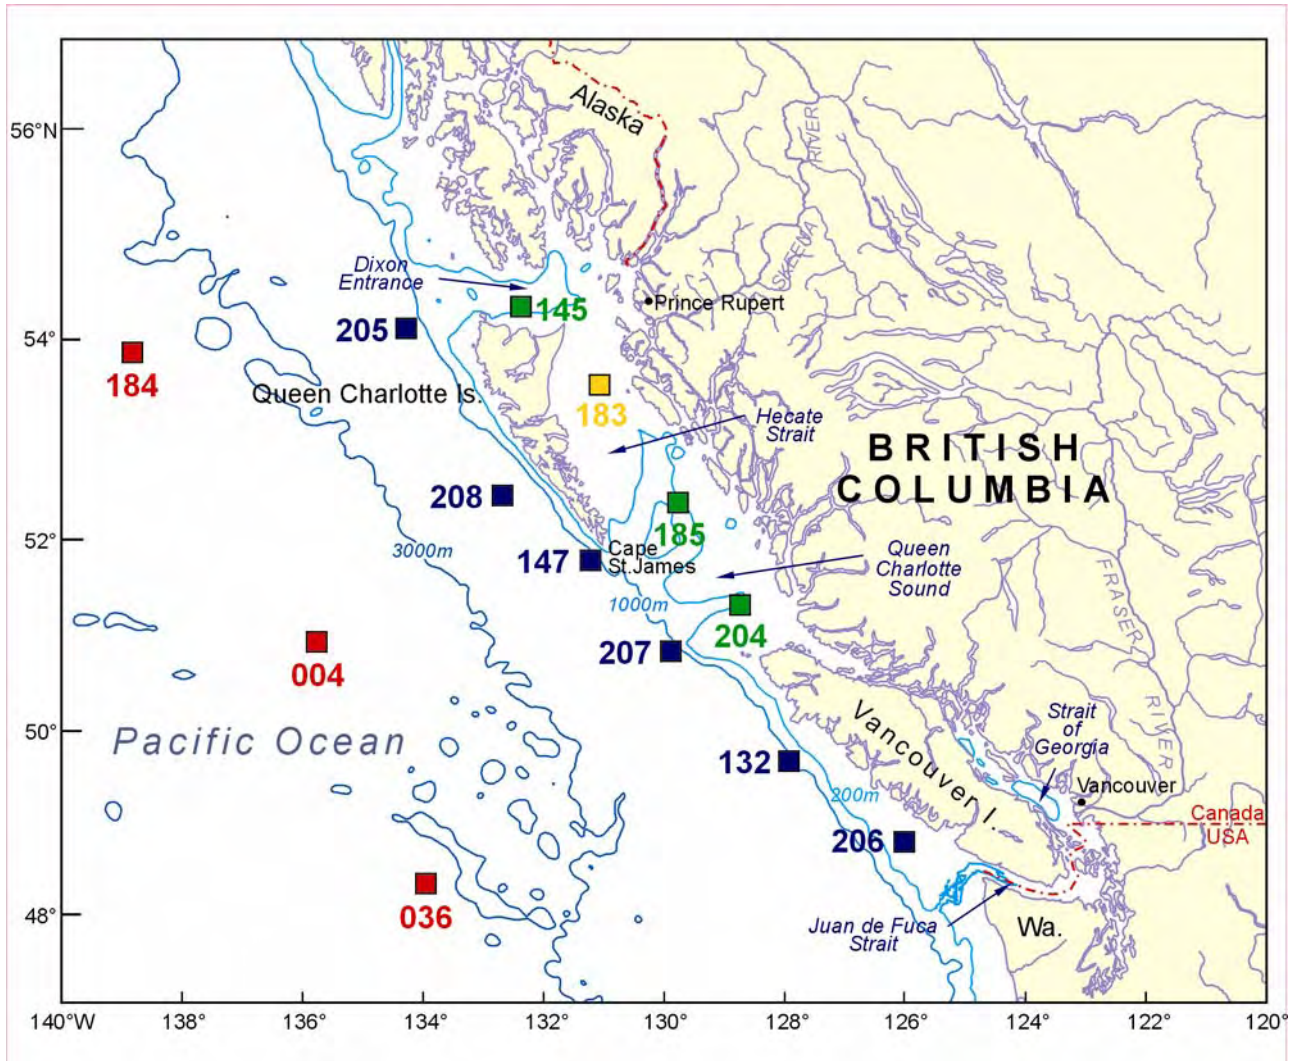 56°N
54°
52°
50°
48°
140°W
138°
136°
134°
132°
130°
128°
126°
124°
122°
120°
Alaska
RIVER
SKEENA
Dixon
Entrance
145
Prince Rupert
205
184
Queen Charlotte Is.
183
Hecate
Strait
BRITISH
COLUMBIA
208
185
3000m
147
Cape
St.James
Queen
Charlotte
Sound
1000m
FRASER
RIVER
204
207
004
Pacific Ocean
Vancouver I.
Strait
of
Georgia
132
200m
Vancouver
Canada
USA
206
036
Juan de Fuca
Strait
Wa.